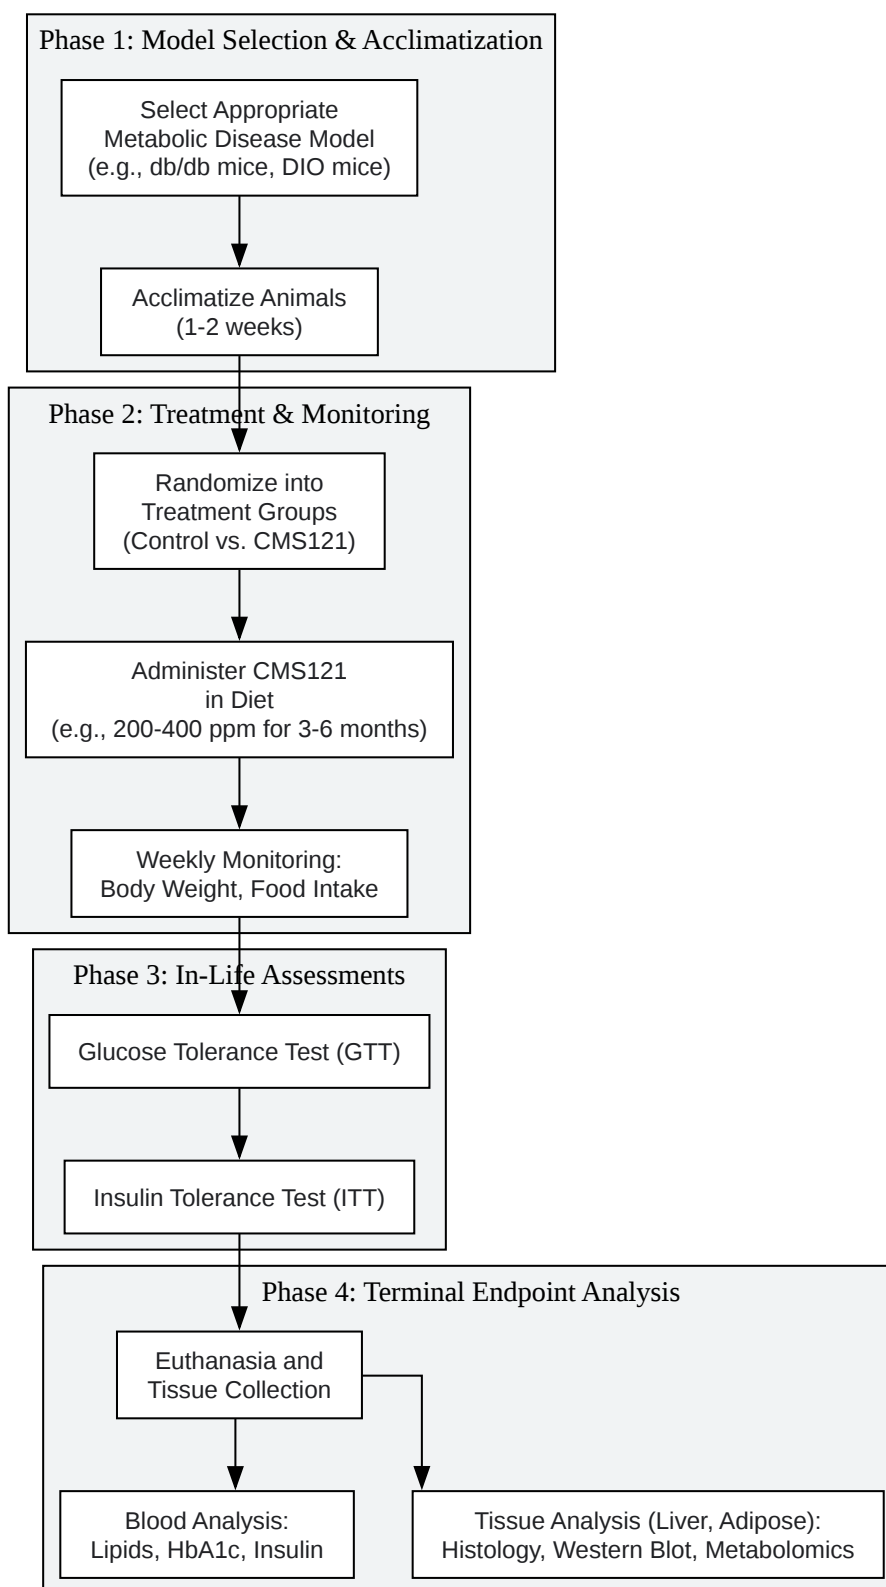 Phase 1: Model Selection & Acclimatization
Select Appropriate
Metabolic Disease Model
(e.g., db/db mice, DIO mice)
Acclimatize Animals
(1-2 weeks)
Phase 2: Treatment & Monitoring
Randomize into
Treatment Groups
(Control vs. CMS121)
Administer CMS121
in Diet
(e.g., 200-400 ppm for 3-6 months)
Weekly Monitoring:
Body Weight, Food Intake
Phase 3: In-Life Assessments
Glucose Tolerance Test (GTT)
Insulin Tolerance Test (ITT)
Phase 4: Terminal Endpoint Analysis
Euthanasia and
Tissue Collection
Blood Analysis:
Lipids, HbA1c, Insulin
Tissue Analysis (Liver, Adipose):
Histology, Western Blot, Metabolomics